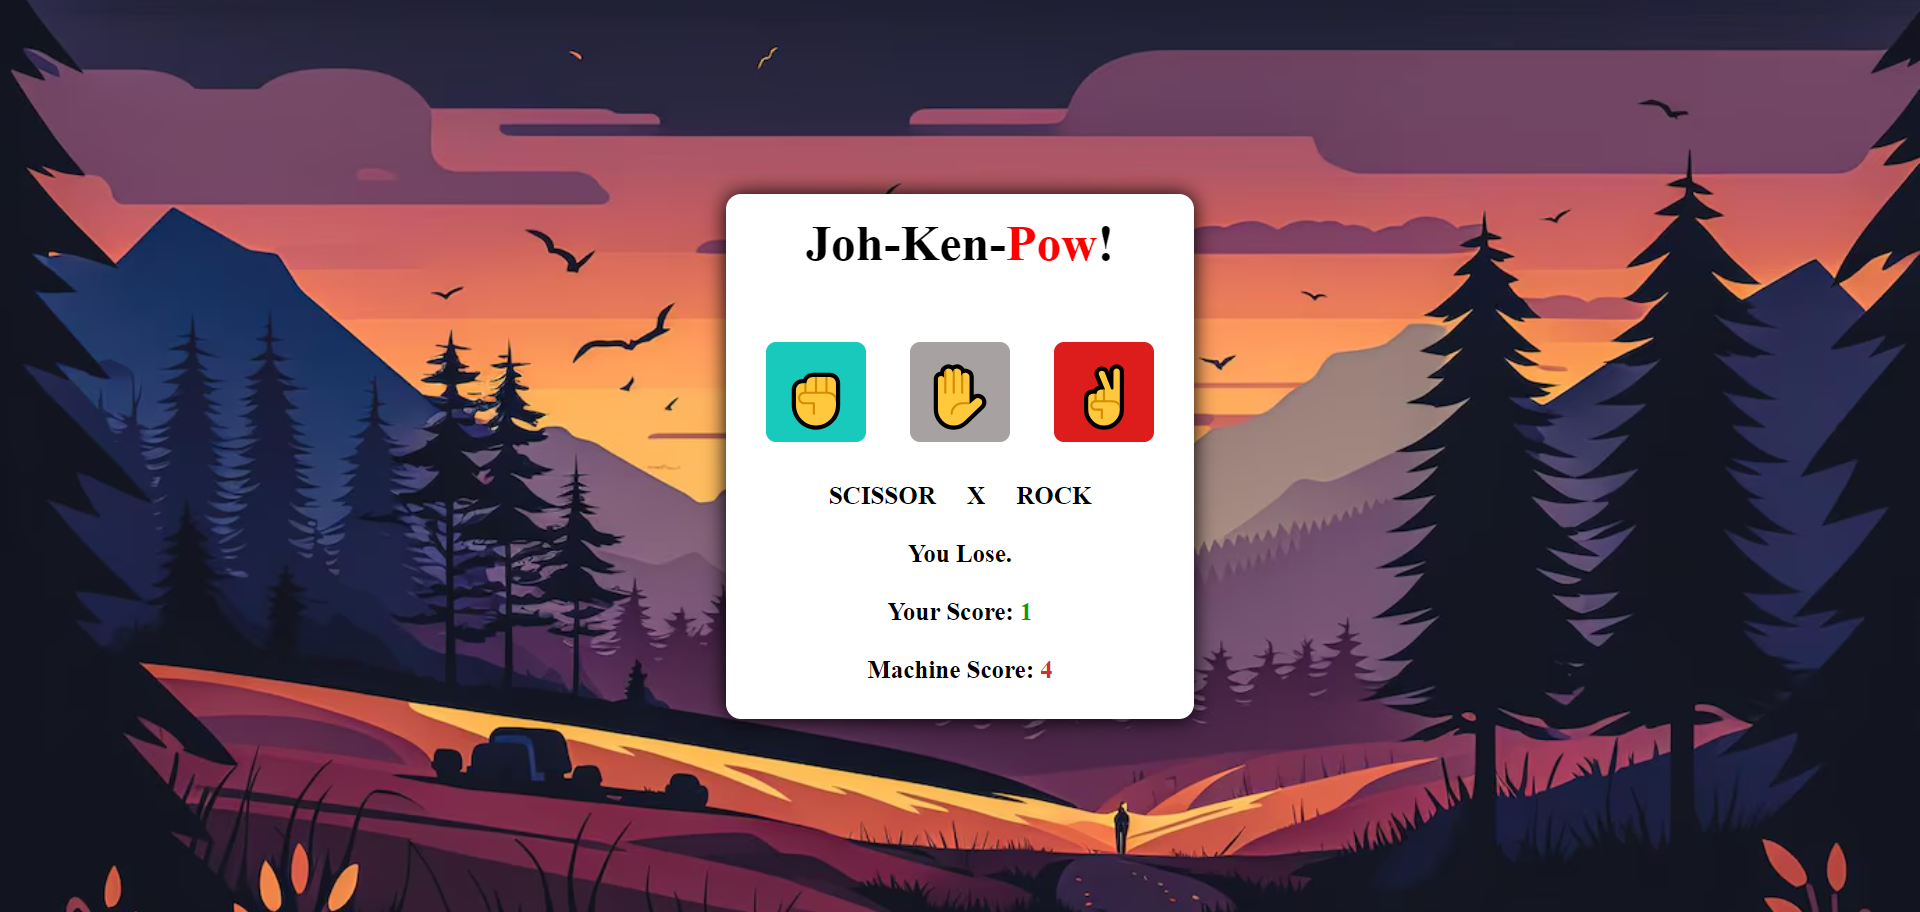 Joh-Ken-Pow!
SCISSOR X ROCK
You Lose.
Your Score: 1
Machine Score: 4